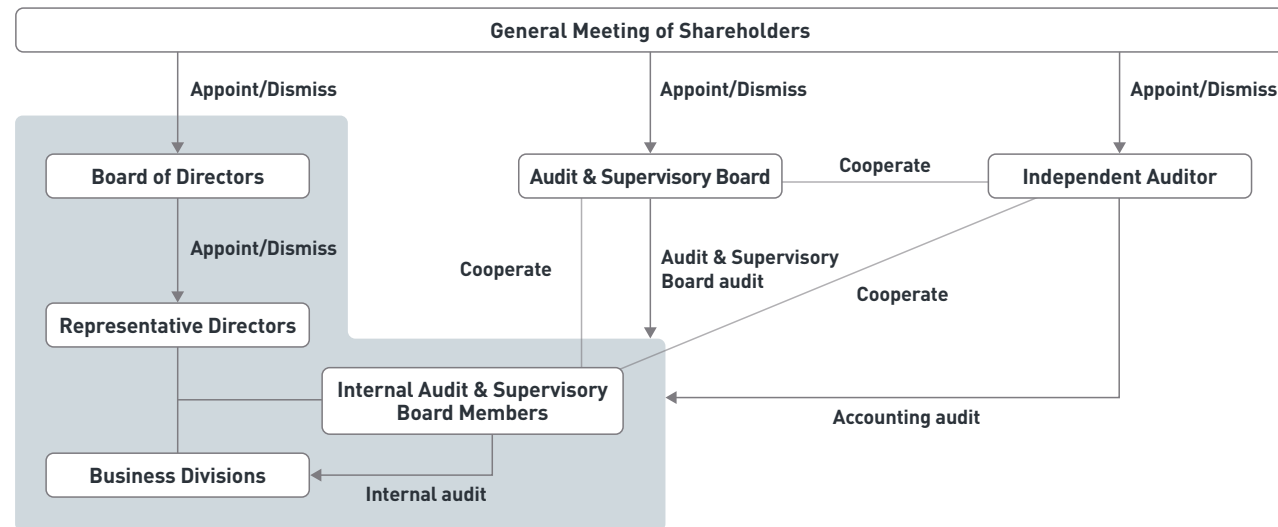 General Meeting of Shareholders
Appoint/Dismiss
Appoint/Dismiss
Appoint/Dismiss
Board of Directors
Audit & Supervisory Board
Cooperate
Independent Auditor
Appoint/Dismiss
Cooperate
Audit & Supervisory
Board audit
Cooperate
Representative Directors
Internal Audit & Supervisory
Board Members
Accounting audit
Business Divisions
Internal audit